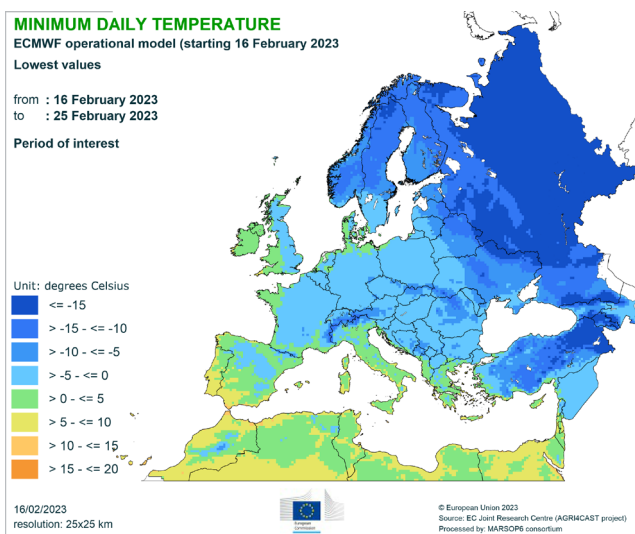 MINIMUM DAILY TEMPERATURE
ECMWF operational model (starting 16 February 2023
Lowest values
from : 16 February 2023
to : 25 February 2023
Period of interest
Unit: degrees Celsius
<= -15
> -15 - <= -10
> -10 - <= -5
> -5 - <= 0
> 0 - <= 5
> 5 - <= 10
> 10 - <= 15
> 15 - <= 20
16/02/2023
resolution: 25x25 km
European
Commission
© European Union 2023
Source: EC Joint Research Centre (AGRI4CAST project)
Processed by: MARSOP6 consortium